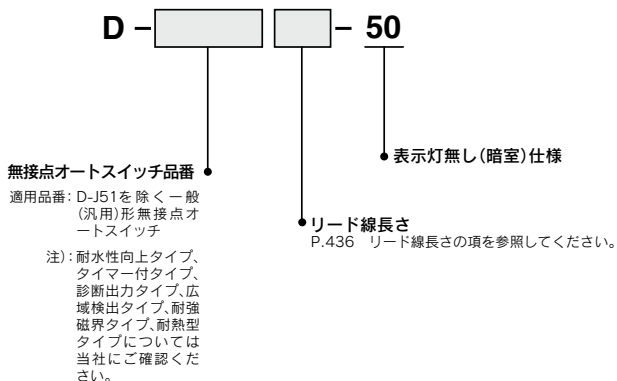 D – – 50
無接点オートスイッチ品番
適用品番：D-J51を除く一般
（汎用）形無接点オ
ートスイッチ
注）：耐水性向上タイプ、
タイマー付タイプ、
診断出力タイプ、広
域検出タイプ、耐強
磁界タイプ、耐熱型
タイプについては
当社にご確認くだ
さい。
リード線長さ
P.436　リード線長さの項を参照してください。
表示灯無し（暗室）仕様